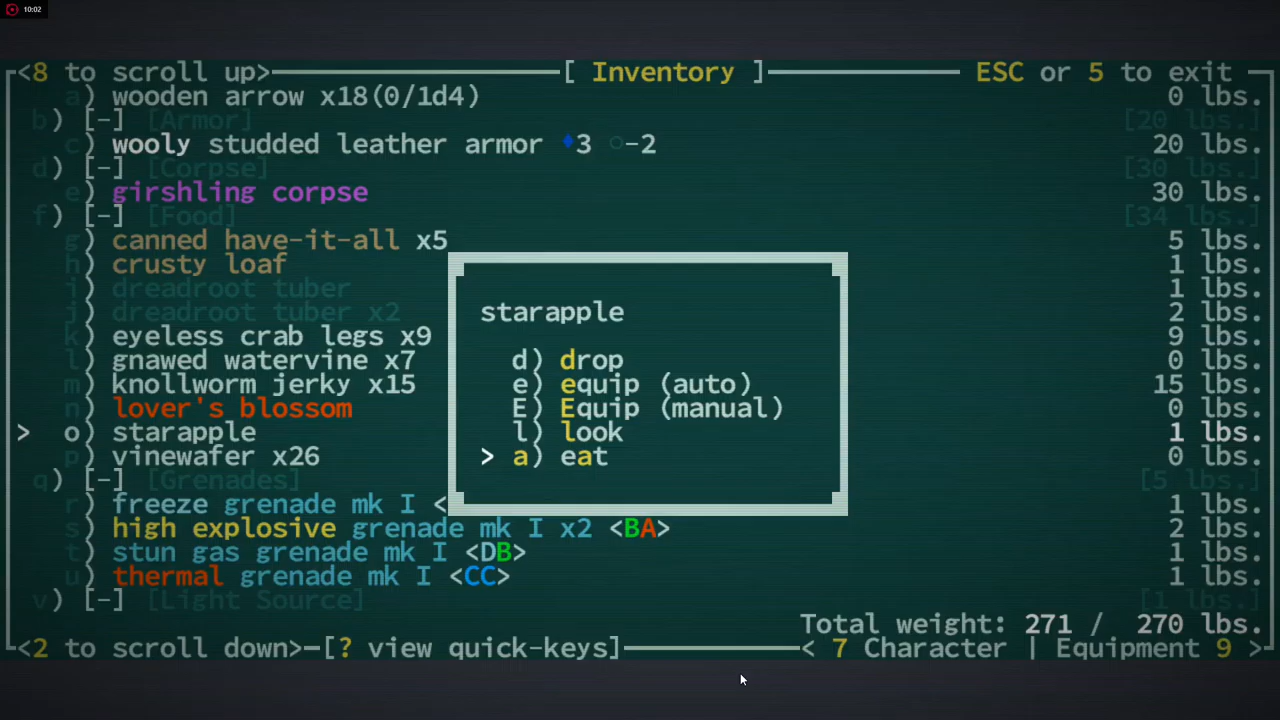 10:02
<8 to scroll up> [ Inventory ] ESC or 5 to exit
a) wooden arrow x18(0/1d4) 0 lbs.
b) [-] [Armor] [20 lbs.]
c) wooly studded leather armor ♦3 ○-2 20 lbs.
d) [-] [Corpse] [30 lbs.]
e) girshling corpse 30 lbs.
f) [-] [Food] [34 lbs.]
g) canned have-it-all x5 5 lbs.
h) crusty loaf 1 lbs.
i) dreadroot tuber 1 lbs.
j) dreadroot tuber x2 2 lbs.
k) eyeless crab legs x9 9 lbs.
l) gnawed watervine x7 0 lbs.
m) knollworm jerky x15 15 lbs.
n) lover's blossom 0 lbs.
> o) starapple 1 lbs.
p) vinewafer x26 0 lbs.
q) [-] [Grenades] [5 lbs.]
r) freeze grenade mk I < 1 lbs.
s) high explosive grenade mk I x2 <BA> 2 lbs.
t) stun gas grenade mk I <DB> 1 lbs.
u) thermal grenade mk I <CC> 1 lbs.
v) [-] [Light Source] [1 lbs.]
Total weight: 271 / 270 lbs.
<2 to scroll down> [? view quick-keys] < 7 Character | Equipment 9 >
starapple
d) drop
e) equip (auto)
E) Equip (manual)
l) look
> a) eat